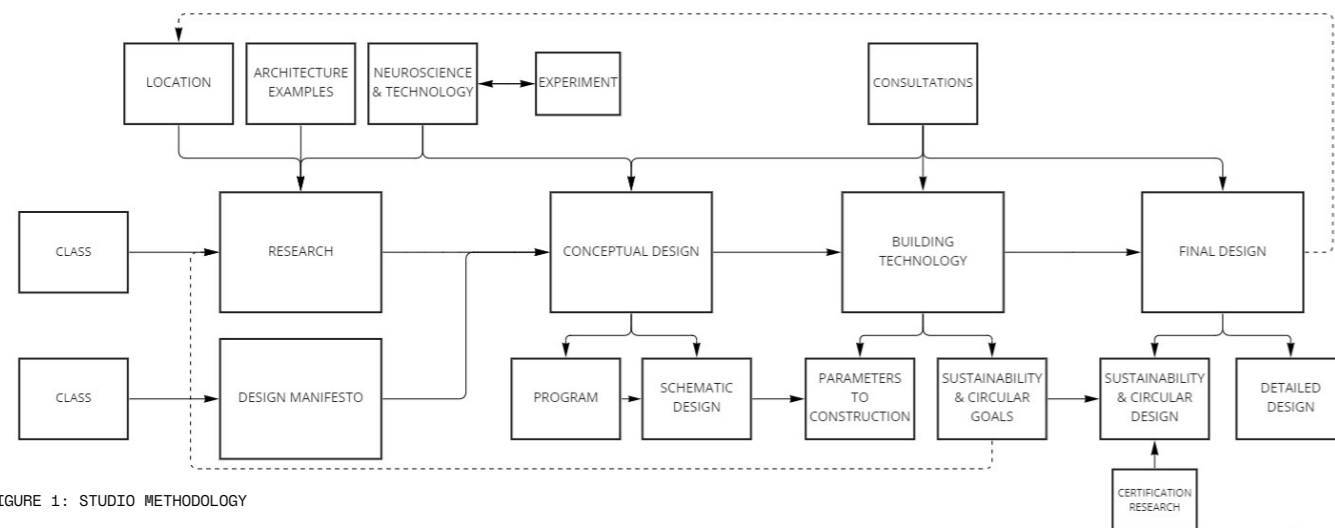 LOCATION
ARCHITECTURE
EXAMPLES
NEUROSCIENCE
& TECHNOLOGY
EXPERIMENT
CONSULTATIONS
CLASS
RESEARCH
CONCEPTUAL DESIGN
BUILDING
TECHNOLOGY
FINAL DESIGN
CLASS
DESIGN MANIFESTO
PROGRAM
SCHEMATIC
DESIGN
PARAMETERS
TO
CONSTRUCTION
SUSTAINABILITY
& CIRCULAR
GOALS
SUSTAINABILITY
& CIRCULAR
DESIGN
DETAILED
DESIGN
CERTIFICATION
RESEARCH
IGURE 1: STUDIO METHODOLOGY